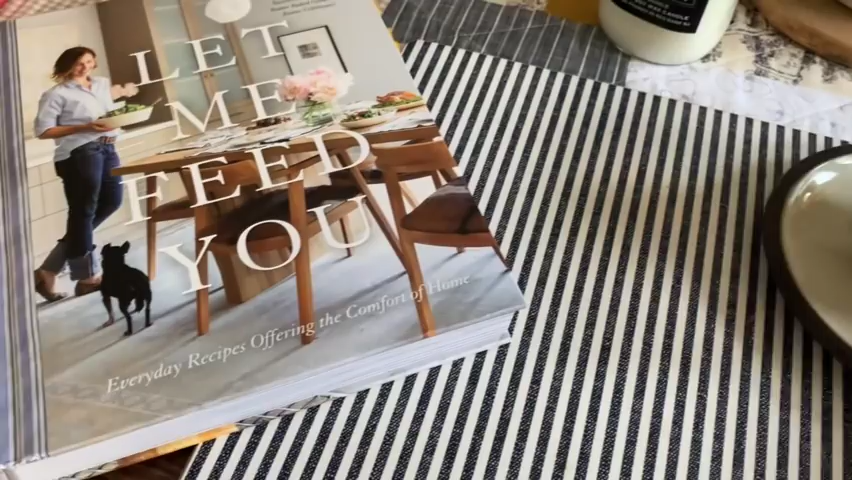 LET
ME
FEED
YOU
Everyday Recipes Offering the Comfort of Home